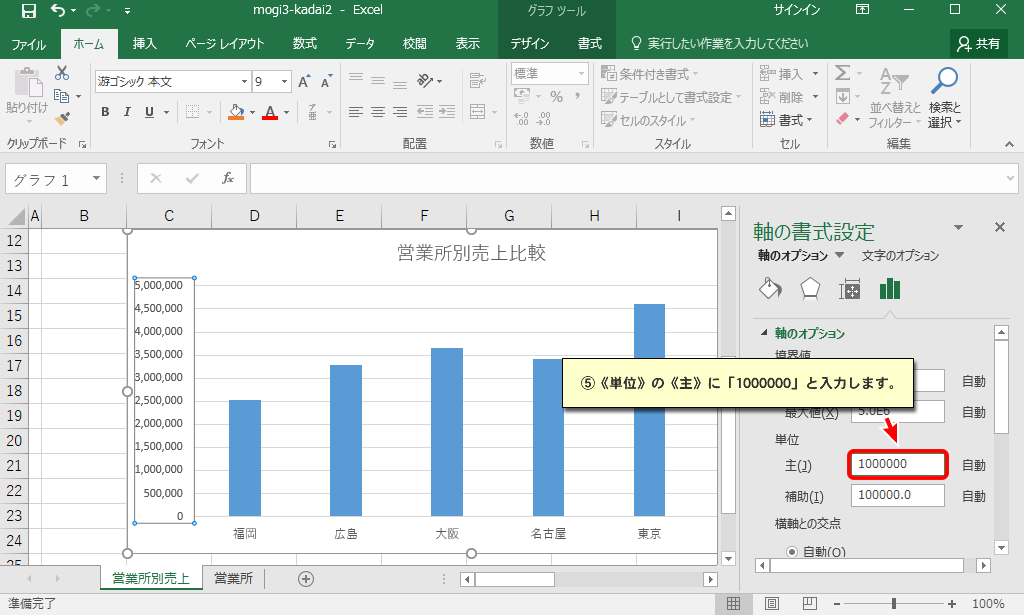 mogi3-kadai2 - Excel
グラフ ツール
サインイン
ファイル ホーム 挿入 ページ レイアウト 数式 データ 校閲 表示 デザイン 書式 実行したい作業を入力してください 共有
貼り付け
游ゴシック 本文 9
標準
条件付き書式
テーブルとして書式設定
セルのスタイル
挿入
削除
書式
並べ替えと
フィルター
検索と
選択
B I U A
クリップボード フォント 配置 数値 スタイル セル 編集
グラフ 1
fx
A B C D E F G H I
12
13
14
15
16
17
18
19
20
21
22
23
24
25
営業所別売上比較
5,000,000
4,500,000
4,000,000
3,500,000
3,000,000
2,500,000
2,000,000
1,500,000
1,000,000
500,000
0
福岡 広島 大阪 名古屋 東京
軸の書式設定
軸のオプション 文字のオプション
軸のオプション
境界値
自動
⑤《単位》の《主》に「1000000」と入力します。
最大値(X) 5.0E6 自動
単位
主(J) 1000000 自動
補助(I) 100000.0 自動
横軸との交点
自動(O)
営業所別売上 営業所
準備完了
100%